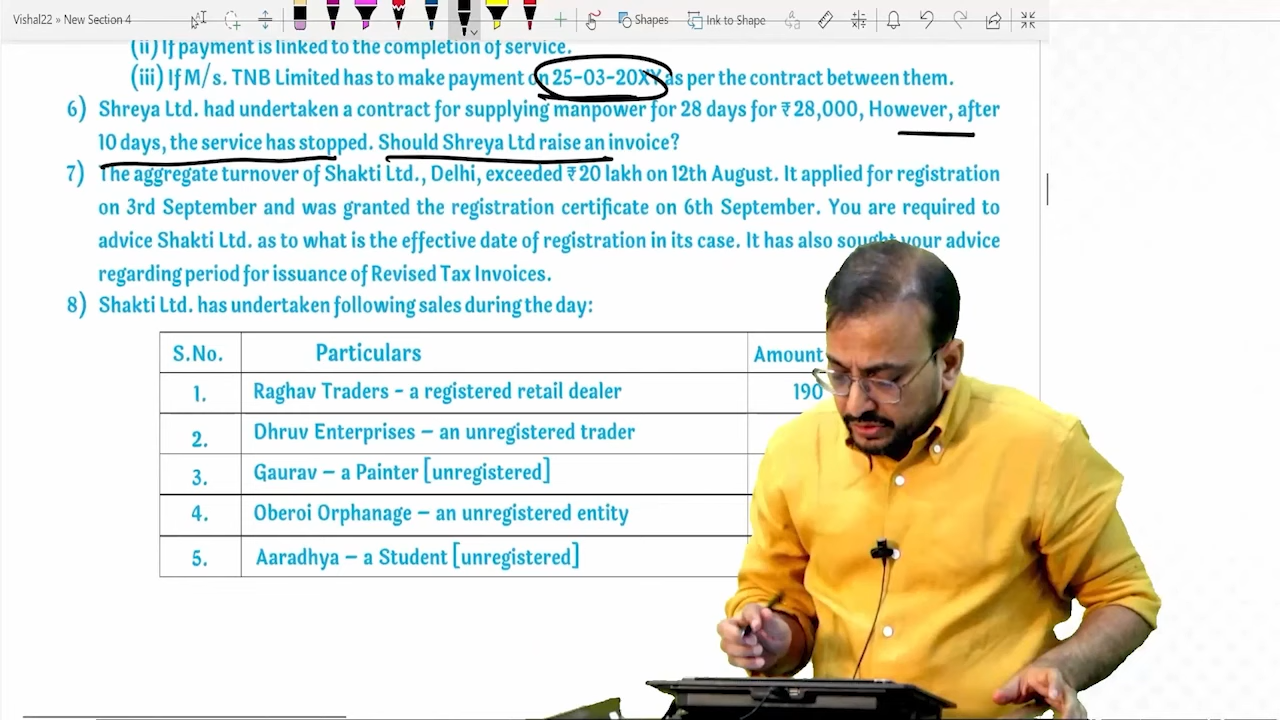 Vishal22 » New Section 4
Shapes
Ink to Shape
(ii) If payment is linked to the completion of service.
(iii) If M/s. TNB Limited has to make payment on 25-03-20XY as per the contract between them.
6) Shreya Ltd. had undertaken a contract for supplying manpower for 28 days for ₹ 28,000, However, after
10 days, the service has stopped. Should Shreya Ltd raise an invoice?
7) The aggregate turnover of Shakti Ltd., Delhi, exceeded ₹ 20 lakh on 12th August. It applied for registration
on 3rd September and was granted the registration certificate on 6th September. You are required to
advice Shakti Ltd. as to what is the effective date of registration in its case. It has also sought your advice
regarding period for issuance of Revised Tax Invoices.
8) Shakti Ltd. has undertaken following sales during the day:
S.No. Particulars Amount
1. Raghav Traders - a registered retail dealer 190
2. Dhruv Enterprises – an unregistered trader
3. Gaurav – a Painter [unregistered]
4. Oberoi Orphanage – an unregistered entity
5. Aaradhya – a Student [unregistered]